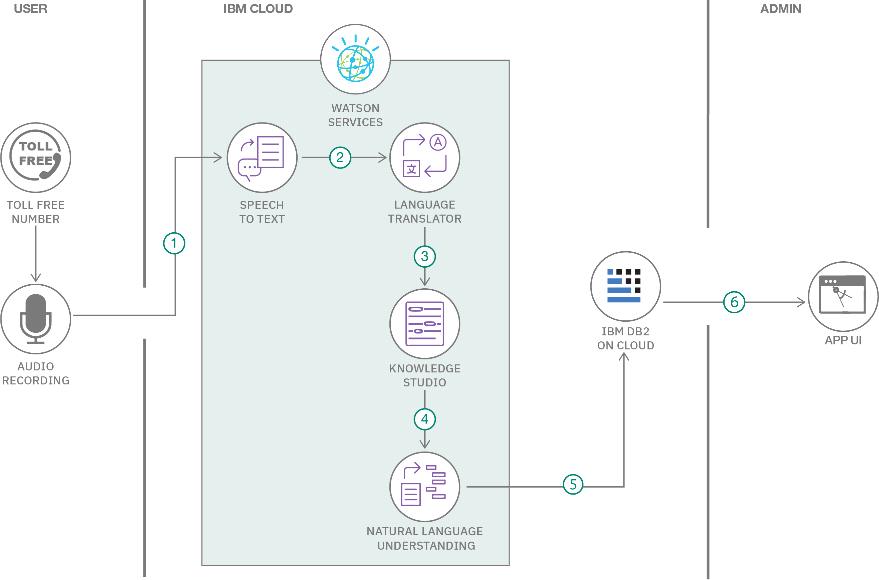 USER
IBM CLOUD
ADMIN
WATSON
SERVICES
TOLL
FREE
TOLL FREE
NUMBER
SPEECH
TO TEXT
2
A
文
LANGUAGE
TRANSLATOR
1
3
AUDIO
RECORDING
KNOWLEDGE
STUDIO
IBM DB2
ON CLOUD
6
APP UI
4
NATURAL LANGUAGE
UNDERSTANDING
5